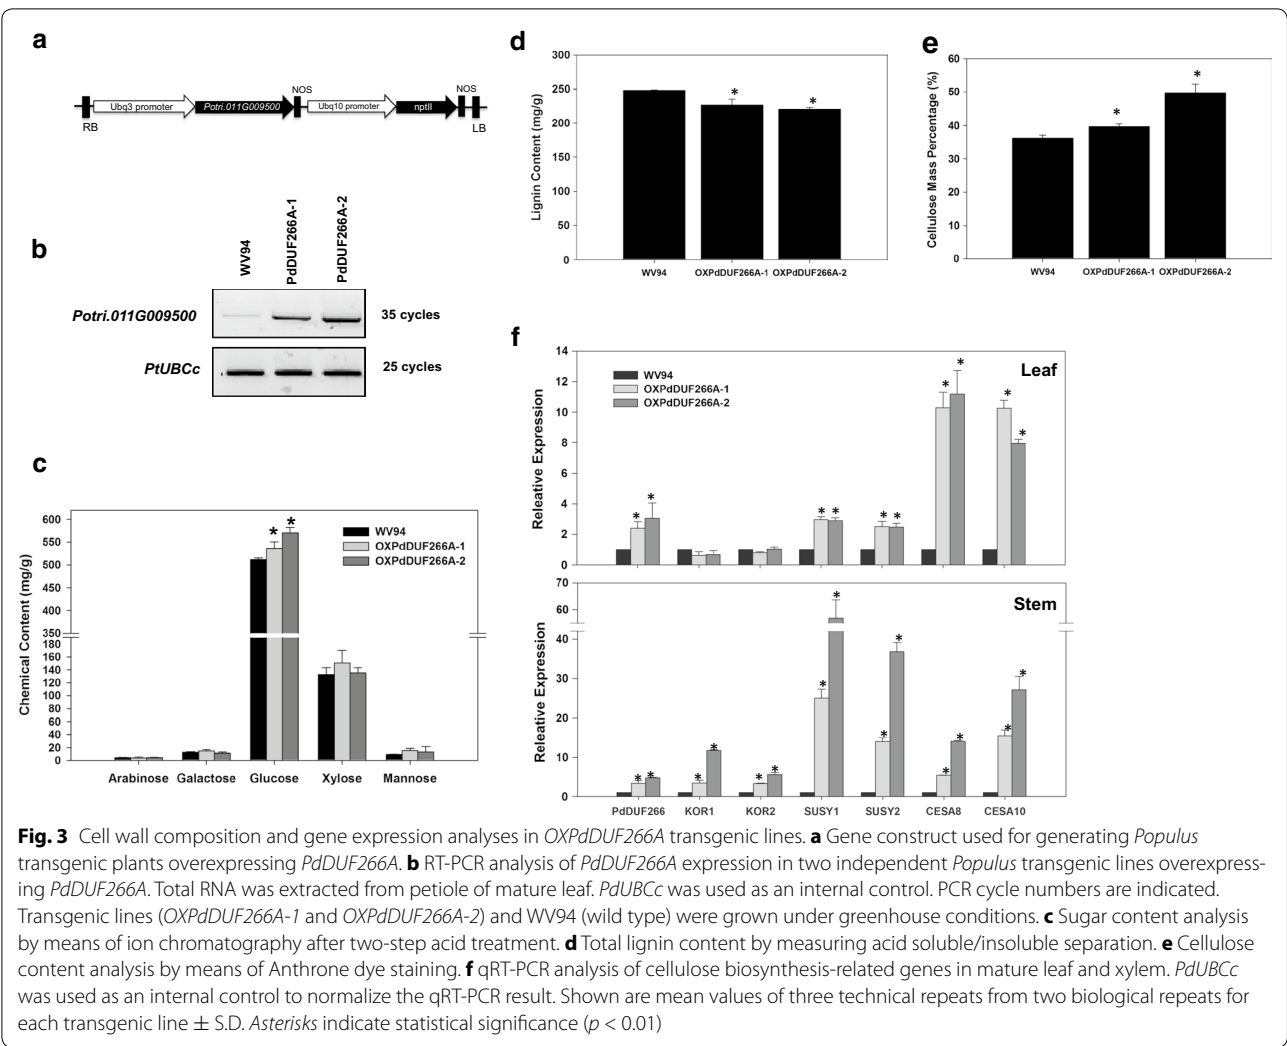 a
Ubq3 promoter
Potri.011G009500
NOS
Ubq10 promoter
nptII
NOS
RB
LB
b
WV94
PdDUF266A-1
PdDUF266A-2
Potri.011G009500
35 cycles
PtUBCc
25 cycles
c
Chemical Content (mg/g)
600
550
500
450
400
350
180
160
140
120
100
80
60
40
20
0
WV94
OXPdDUF266A-1
OXPdDUF266A-2
* *
Arabinose Galactose Glucose Xylose Mannose
d
Lignin Content (mg/g)
300
250
200
150
100
50
0
* *
WV94 OXPdDUF266A-1 OXPdDUF266A-2
e
Cellulose Mass Percentage (%)
60
50
40
30
20
10
0
* *
WV94 OXPdDUF266A-1 OXPdDUF266A-2
f
Releative Expression
14
12
10
8
6
4
2
0
WV94
OXPdDUF266A-1
OXPdDUF266A-2
Leaf
* * * * * * * * * *
Releative Expression
70
60
40
30
20
10
0
Stem
* * * * * * * * * * * * * *
PdDUF266 KOR1 KOR2 SUSY1 SUSY2 CESA8 CESA10
Fig. 3 Cell wall composition and gene expression analyses in OXPdDUF266A transgenic lines. a Gene construct used for generating Populus
transgenic plants overexpressing PdDUF266A. b RT-PCR analysis of PdDUF266A expression in two independent Populus transgenic lines overexpress-
ing PdDUF266A. Total RNA was extracted from petiole of mature leaf. PdUBCc was used as an internal control. PCR cycle numbers are indicated.
Transgenic lines (OXPdDUF266A-1 and OXPdDUF266A-2) and WV94 (wild type) were grown under greenhouse conditions. c Sugar content analysis
by means of ion chromatography after two-step acid treatment. d Total lignin content by measuring acid soluble/insoluble separation. e Cellulose
content analysis by means of Anthrone dye staining. f qRT-PCR analysis of cellulose biosynthesis-related genes in mature leaf and xylem. PdUBCc
was used as an internal control to normalize the qRT-PCR result. Shown are mean values of three technical repeats from two biological repeats for
each transgenic line ± S.D. Asterisks indicate statistical significance (p < 0.01)